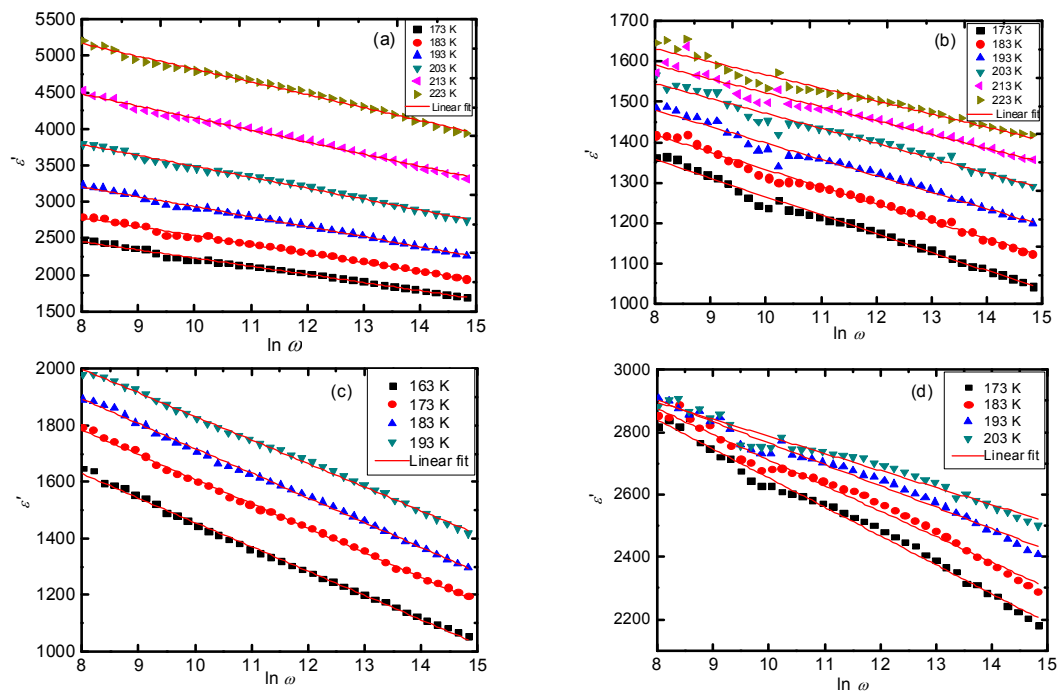 (a)
173 K
183 K
193 K
203 K
213 K
223 K
Linear fit
5500
5000
4500
4000
3500
3000
2500
2000
1500
ε'
8 9 10 11 12 13 14 15
ln ω
(b)
173 K
183 K
193 K
203 K
213 K
223 K
Linear fit
1700
1600
1500
1400
1300
1200
1100
1000
ε'
8 9 10 11 12 13 14 15
ln ω
(c)
163 K
173 K
183 K
193 K
Linear fit
2000
1800
1600
1400
1200
1000
ε'
8 9 10 11 12 13 14 15
ln ω
(d)
173 K
183 K
193 K
203 K
Linear fit
3000
2800
2600
2400
2200
ε'
8 9 10 11 12 13 14 15
ln ω